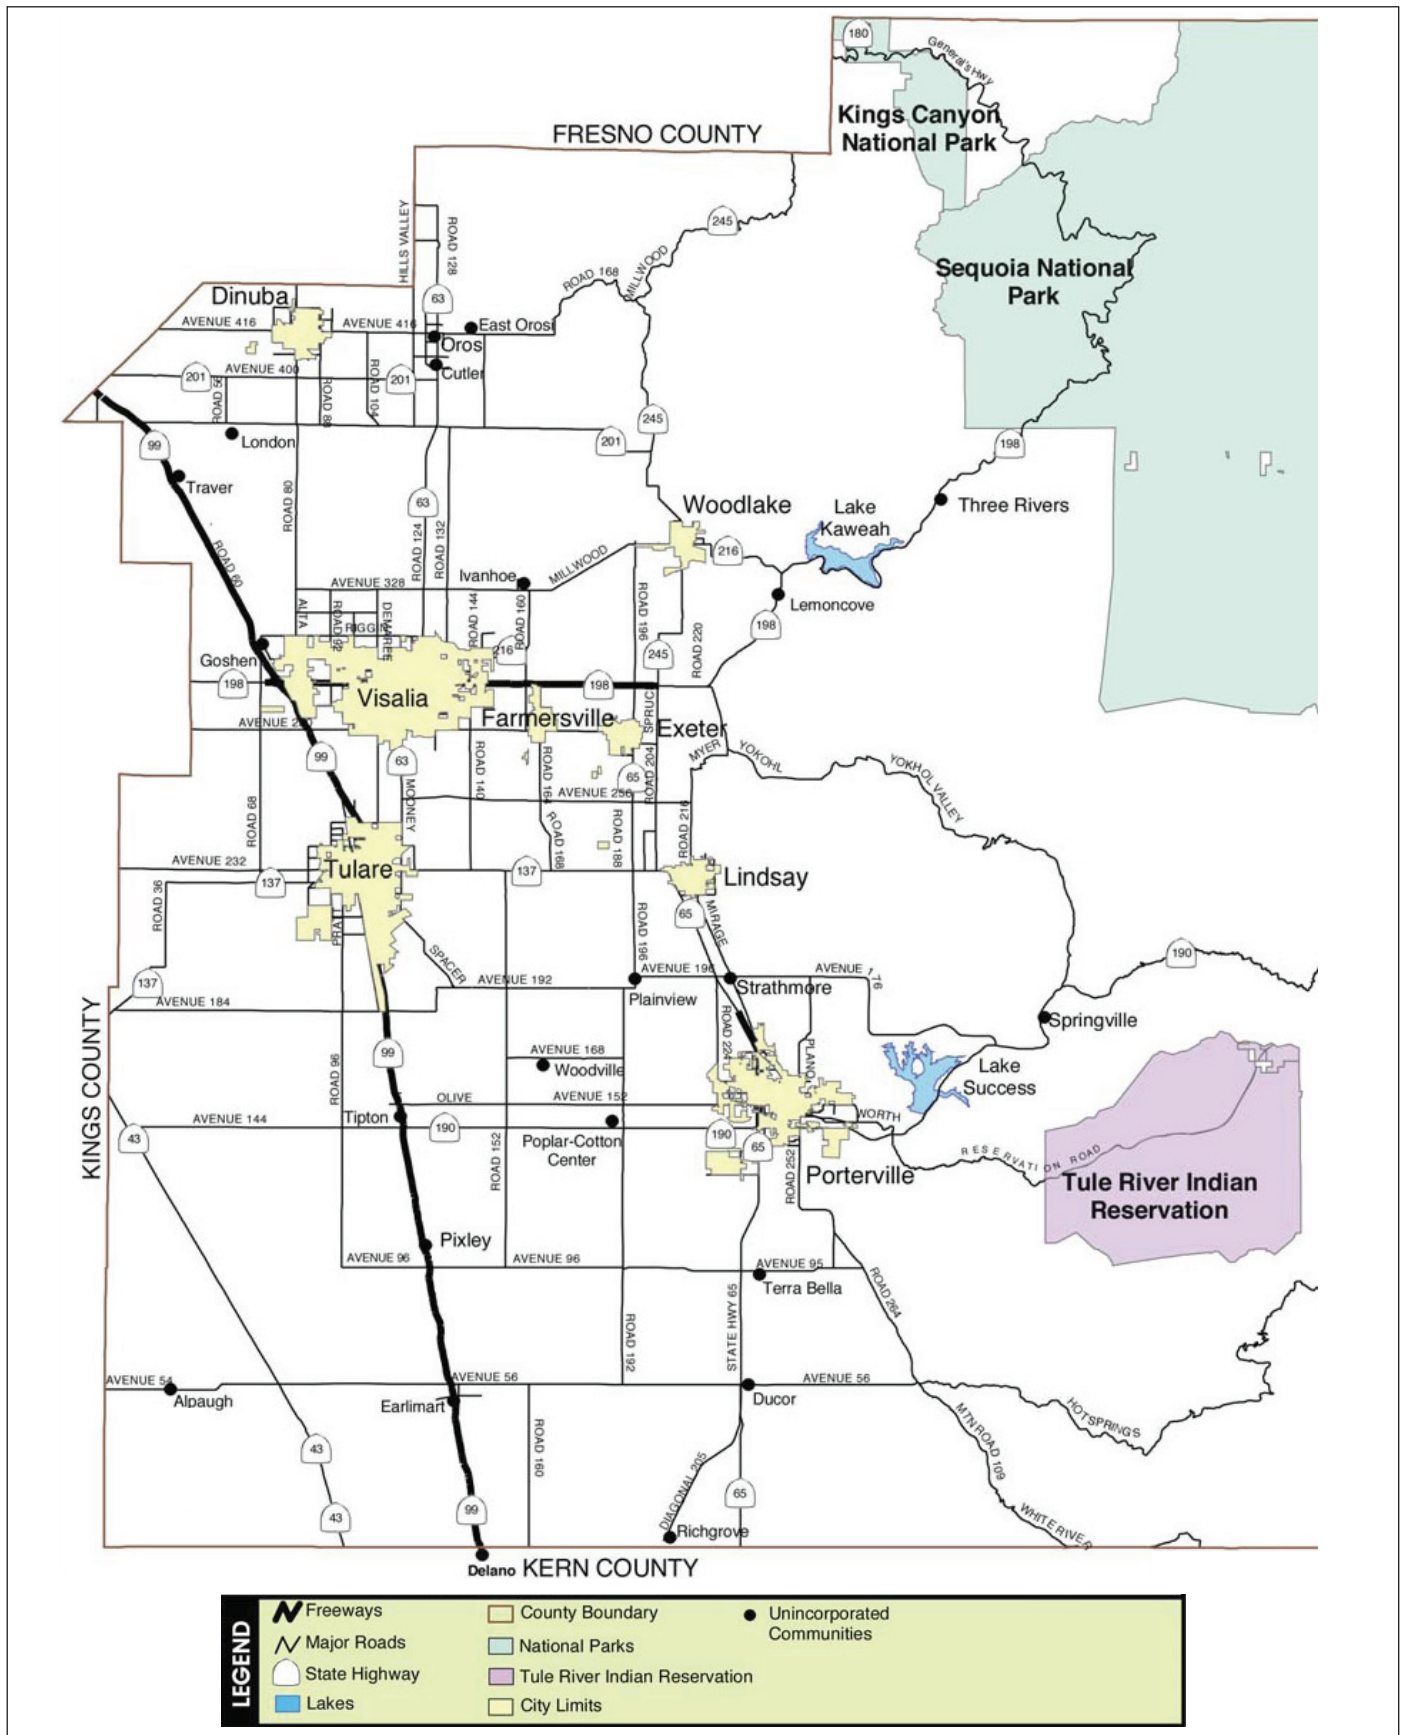 180
General's Hwy
Kings Canyon
National Park
FRESNO COUNTY
HILLS VALLEY
ROAD 128
245
MILLWOOD
ROAD 168
Sequoia National
Park
Dinuba
63
AVENUE 416
AVENUE 416
East Orosi
Oros
Cutler
201
AVENUE 400
201
ROAD 56
ROAD 80
ROAD 104
245
201
198
99
London
Traver
ROAD 80
63
ROAD 124
ROAD 132
Woodlake
Lake
Kaweah
Three Rivers
216
ROAD 60
AVENUE 328
Ivanhoe
MILLWOOD
Lemoncove
ALTA
ROAD 92
DEMAREE
RIGGIN
ROAD 144
ROAD 160
216
ROAD 196
245
ROAD 220
198
Goshen
198
Visalia
198
Farmersville
SPRUC
Exeter
AVENUE 280
99
63
MOONEY
ROAD 140
ROAD 164
65
ROAD 204
MYER
YOKOHL
YOKHOL VALLEY
AVENUE 256
ROAD 68
ROAD 168
ROAD 188
ROAD 216
AVENUE 232
Tulare
137
137
Lindsay
ROAD 36
PRATT
65
MIRAGE
ROAD 196
SPACER
137
AVENUE 184
AVENUE 192
AVENUE 196
Plainview
Strathmore
AVENUE 176
190
Springville
KINGS COUNTY
99
ROAD 96
AVENUE 168
Woodville
ROAD 224
PLANO
Lake
Success
OLIVE
AVENUE 152
Tipton
AVENUE 144
190
43
ROAD 152
Poplar-Cotton
Center
190
65
WORTH
ROAD 252
Porterville
RESERVATION ROAD
Tule River Indian
Reservation
Pixley
AVENUE 96
AVENUE 96
AVENUE 95
Terra Bella
ROAD 264
STATE HWY 65
ROAD 192
AVENUE 54
Alpaugh
AVENUE 56
Earlimart
Ducor
AVENUE 56
HOT SPRINGS
MTN ROAD 109
43
43
ROAD 160
99
DIAGONAL 205
65
Richgrove
WHITE RIVER
Delano
KERN COUNTY
LEGEND
Freeways
Major Roads
State Highway
Lakes
County Boundary
National Parks
Tule River Indian Reservation
City Limits
Unincorporated
Communities